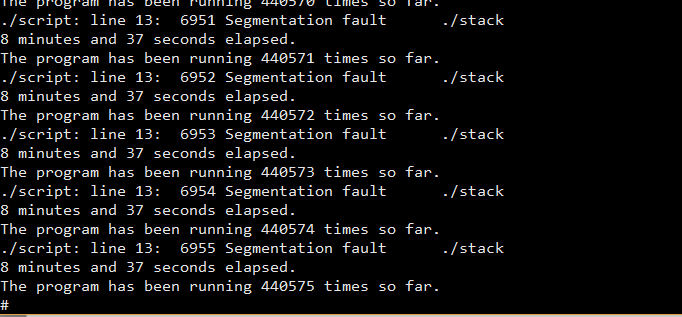 The program has been running 440570 times so far.
./script: line 13:  6951 Segmentation fault      ./stack
8 minutes and 37 seconds elapsed.
The program has been running 440571 times so far.
./script: line 13:  6952 Segmentation fault      ./stack
8 minutes and 37 seconds elapsed.
The program has been running 440572 times so far.
./script: line 13:  6953 Segmentation fault      ./stack
8 minutes and 37 seconds elapsed.
The program has been running 440573 times so far.
./script: line 13:  6954 Segmentation fault      ./stack
8 minutes and 37 seconds elapsed.
The program has been running 440574 times so far.
./script: line 13:  6955 Segmentation fault      ./stack
8 minutes and 37 seconds elapsed.
The program has been running 440575 times so far.
#